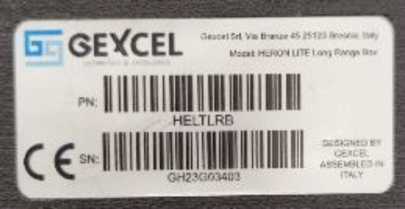 GEXCEL
Gexcel Srl, Via Branze 45 25123 Brescia, Italy
Model: HERON LITE Long Range Box
PN:
HELTLRB
CE
SN:
GH23G03403
DESIGNED BY
GEXCEL
ASSEMBLED IN
ITALY